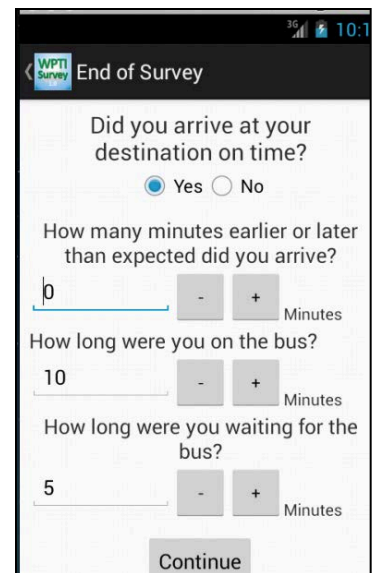 3G 10:1
WPTI
Survey End of Survey
Did you arrive at your
destination on time?
Yes No
How many minutes earlier or later
than expected did you arrive?
0 - + Minutes
How long were you on the bus?
10 - + Minutes
How long were you waiting for the
bus?
5 - + Minutes
Continue